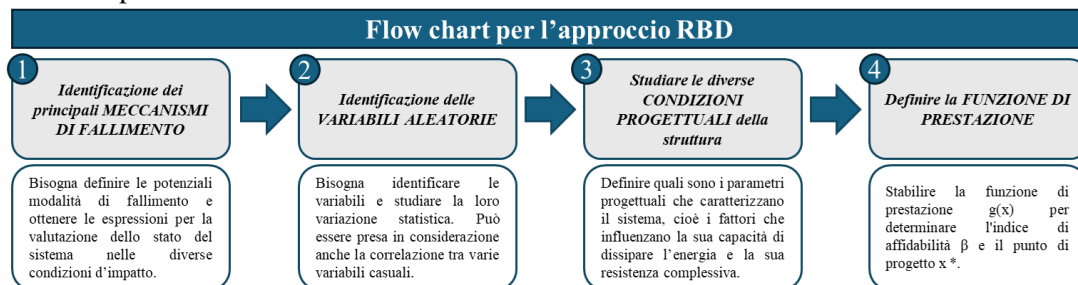 Flow chart per l'approccio RBD
1
Identificazione dei
principali MECCANISMI
DI FALLIMENTO
Bisogna definire le potenziali
modalità di fallimento e
ottenere le espressioni per la
valutazione dello stato del
sistema nelle diverse
condizioni d'impatto.
2
Identificazione delle
VARIABILI ALEATORIE
Bisogna identificare le
variabili e studiare la loro
variazione statistica. Può
essere presa in considerazione
anche la correlazione tra varie
variabili casuali.
3
Studiare le diverse
CONDIZIONI
PROGETTUALI della
struttura
Definire quali sono i parametri
progettuali che caratterizzano
il sistema, cioè i fattori che
influenzano la sua capacità di
dissipare l'energia e la sua
resistenza complessiva.
4
Definire la FUNZIONE DI
PRESTAZIONE
Stabilire la funzione di
prestazione g(x) per
determinare l'indice di
affidabilità β e il punto di
progetto x *.